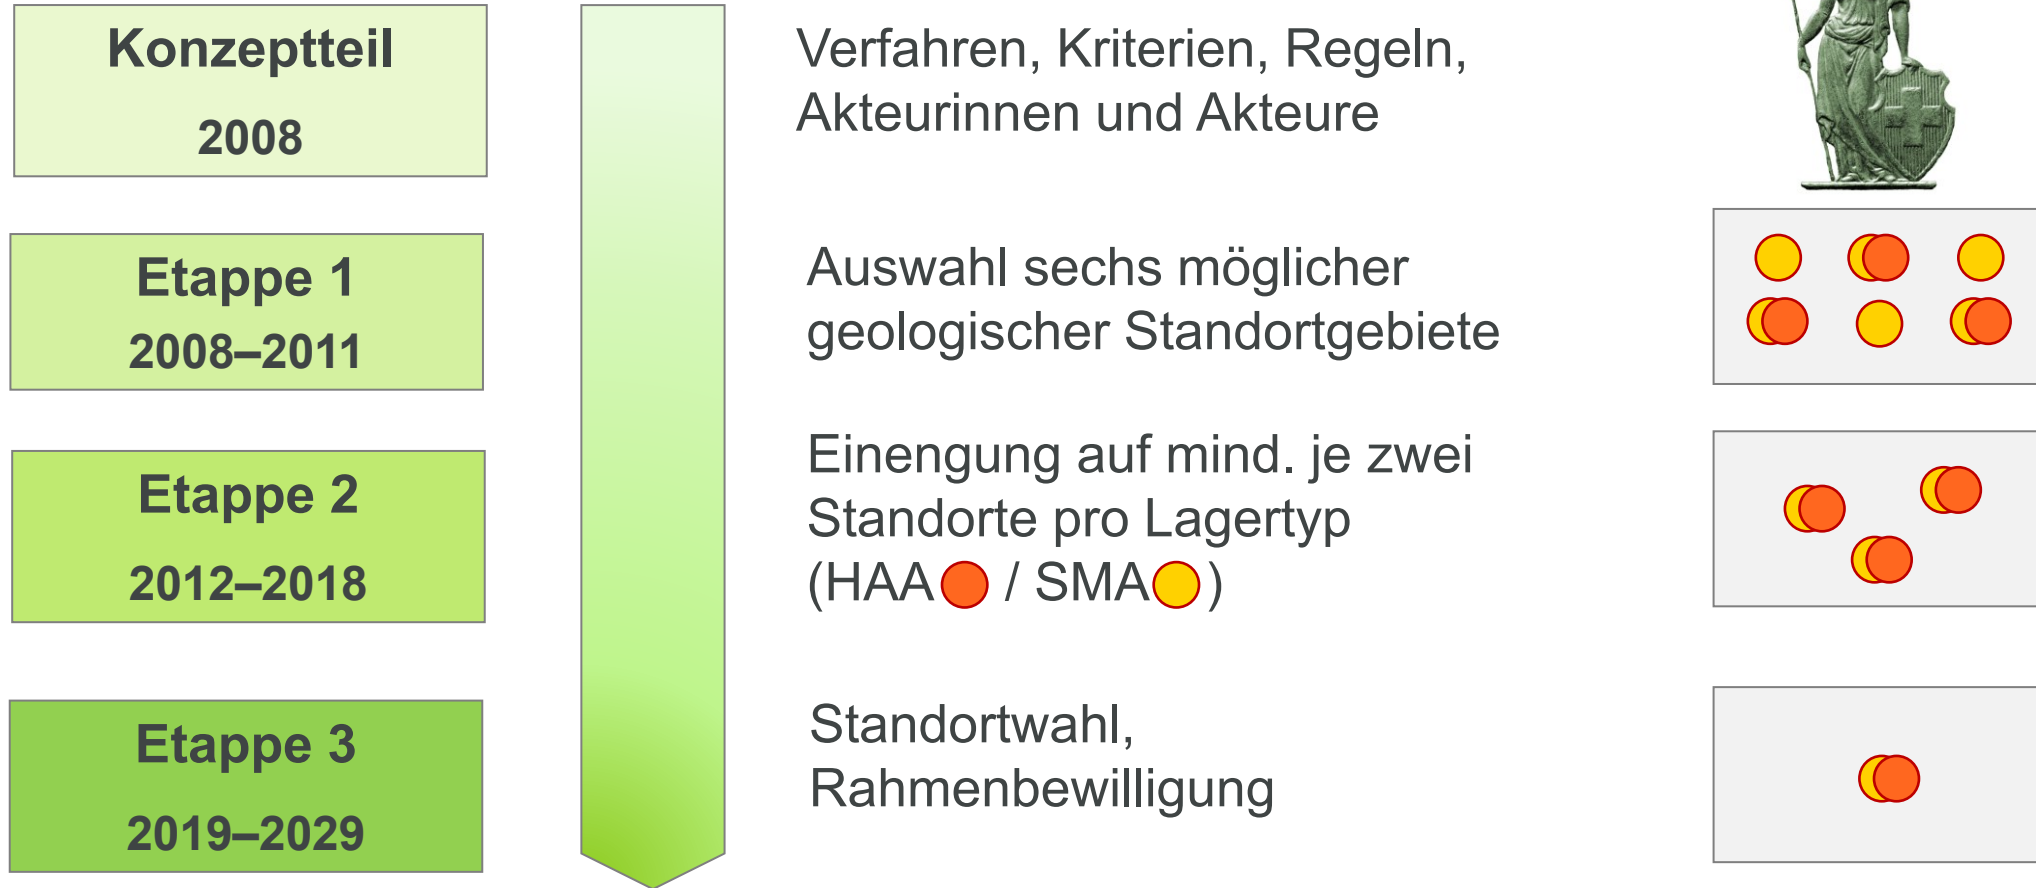 Konzeptteil
2008
Verfahren, Kriterien, Regeln,
Akteurinnen und Akteure
Etappe 1
2008–2011
Auswahl sechs möglicher
geologischer Standortgebiete
Etappe 2
2012–2018
Einengung auf mind. je zwei
Standorte pro Lagertyp
(HAA / SMA )
Etappe 3
2019–2029
Standortwahl,
Rahmenbewilligung